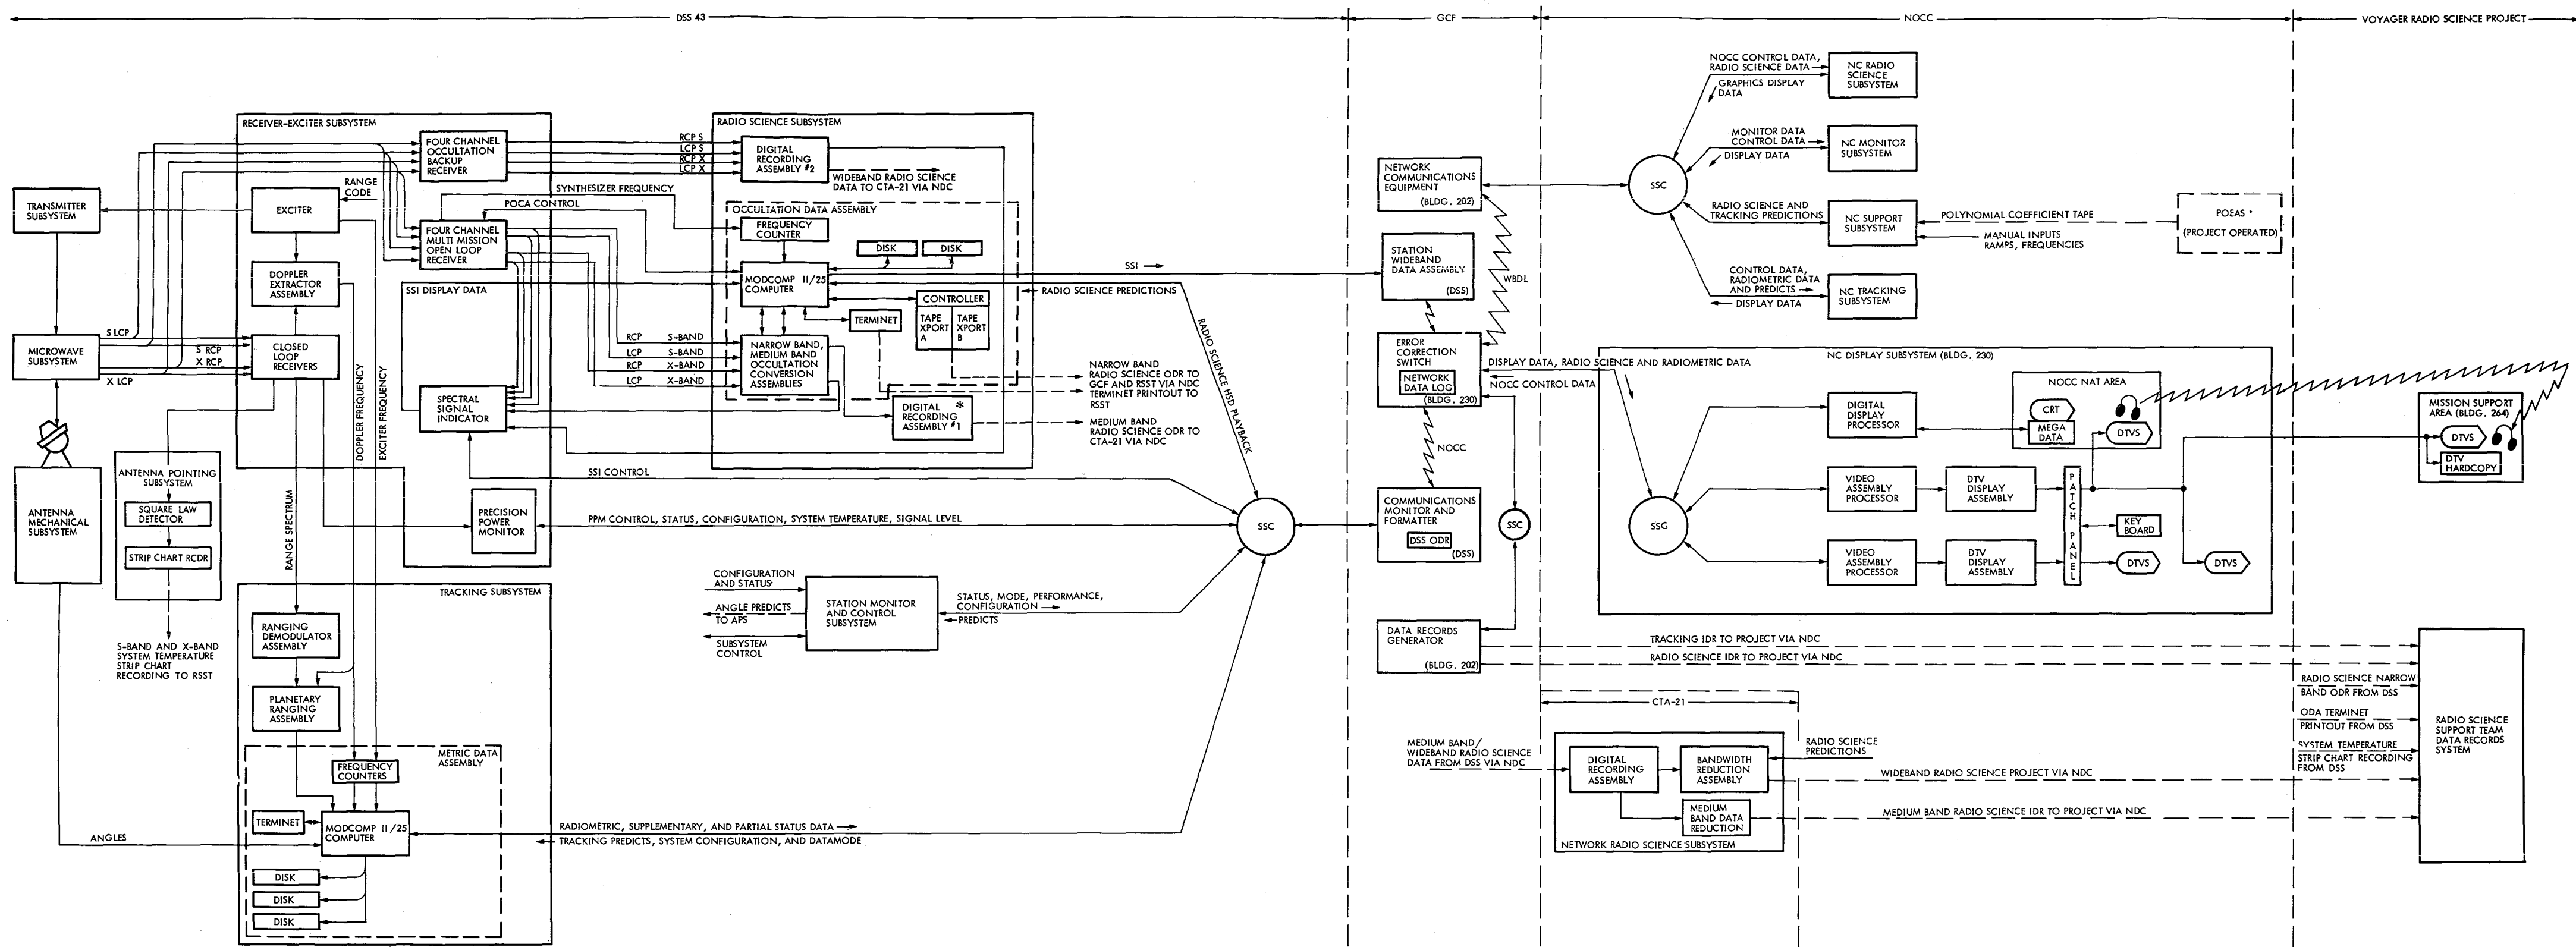 DSS 43
GCF
NOCC
VOYAGER RADIO SCIENCE PROJECT
RECEIVER-EXCITER SUBSYSTEM
FOUR CHANNEL
OCCULTATION
BACKUP
RECEIVER
RANGE
CODE
EXCITER
TRANSMITTER
SUBSYSTEM
FOUR CHANNEL
MULTI MISSION
OPEN LOOP
RECEIVER
DOPPLER
EXTRACTOR
ASSEMBLY
SSI DISPLAY DATA
S LCP
S RCP
X RCP
X LCP
MICROWAVE
SUBSYSTEM
CLOSED
LOOP
RECEIVERS
SPECTRAL
SIGNAL
INDICATOR
DOPPLER FREQUENCY
EXCITER FREQUENCY
RANGE SPECTRUM
ANTENNA
MECHANICAL
SUBSYSTEM
ANTENNA POINTING
SUBSYSTEM
SQUARE LAW
DETECTOR
STRIP CHART RCDR
S-BAND AND X-BAND
SYSTEM TEMPERATURE
STRIP CHART
RECORDING TO RSST
PRECISION
POWER
MONITOR
TRACKING SUBSYSTEM
RANGING
DEMODULATOR
ASSEMBLY
PLANETARY
RANGING
ASSEMBLY
METRIC DATA
ASSEMBLY
FREQUENCY
COUNTERS
TERMINET
MODCOMP II/25
COMPUTER
DISK
DISK
DISK
ANGLES
RCP S
LCP S
RCP X
LCP X
SYNTHESIZER FREQUENCY
POCA CONTROL
RADIO SCIENCE SUBSYSTEM
DIGITAL
RECORDING
ASSEMBLY #2
WIDEBAND RADIO SCIENCE
DATA TO CTA-21 VIA NDC
OCCULTATION DATA ASSEMBLY
FREQUENCY
COUNTER
DISK
DISK
MODCOMP II/25
COMPUTER
CONTROLLER
TAPE
XPORT
A
TAPE
XPORT
B
TERMINET
RCP S-BAND
LCP S-BAND
RCP X-BAND
LCP X-BAND
NARROW BAND,
MEDIUM BAND
OCCULTATION
CONVERSION
ASSEMBLIES
DIGITAL *
RECORDING
ASSEMBLY #1
SSI
RADIO SCIENCE PREDICTIONS
NARROW BAND
RADIO SCIENCE ODR TO
GCF AND RSST VIA NDC
TERMINET PRINTOUT TO
RSST
MEDIUM BAND
RADIO SCIENCE ODR TO
CTA-21 VIA NDC
RADIO SCIENCE HSD PLAYBACK
SSI CONTROL
PPM CONTROL, STATUS, CONFIGURATION, SYSTEM TEMPERATURE, SIGNAL LEVEL
SSC
CONFIGURATION
AND STATUS
ANGLE PREDICTS
TO APS
SUBSYSTEM
CONTROL
STATION MONITOR
AND CONTROL
SUBSYSTEM
STATUS, MODE, PERFORMANCE,
CONFIGURATION
PREDICTS
RADIOMETRIC, SUPPLEMENTARY, AND PARTIAL STATUS DATA
TRACKING PREDICTS, SYSTEM CONFIGURATION, AND DATAMODE
NETWORK
COMMUNICATIONS
EQUIPMENT
(BLDG. 202)
STATION
WIDEBAND
DATA ASSEMBLY
(DSS)
WBDL
ERROR
CORRECTION
SWITCH
NETWORK
DATA LOG
(BLDG. 230)
NOCC
COMMUNICATIONS
MONITOR AND
FORMATTER
DSS ODR
(DSS)
SSC
DATA RECORDS
GENERATOR
(BLDG. 202)
NOCC CONTROL DATA,
RADIO SCIENCE DATA
GRAPHICS DISPLAY
DATA
NC RADIO
SCIENCE
SUBSYSTEM
MONITOR DATA
CONTROL DATA
DISPLAY DATA
NC MONITOR
SUBSYSTEM
SSC
RADIO SCIENCE AND
TRACKING PREDICTIONS
NC SUPPORT
SUBSYSTEM
POLYNOMIAL COEFFICIENT TAPE
MANUAL INPUTS
RAMPS, FREQUENCIES
POEAS *
(PROJECT OPERATED)
CONTROL DATA,
RADIOMETRIC DATA
AND PREDICTS
DISPLAY DATA
NC TRACKING
SUBSYSTEM
DISPLAY DATA, RADIO SCIENCE AND RADIOMETRIC DATA
NOCC CONTROL DATA
NC DISPLAY SUBSYSTEM (BLDG. 230)
SSC
DIGITAL
DISPLAY
PROCESSOR
NOCC NAT AREA
CRT
MEGA
DATA
DTVS
VIDEO
ASSEMBLY
PROCESSOR
DTV
DISPLAY
ASSEMBLY
PATCH PANEL
KEY
BOARD
VIDEO
ASSEMBLY
PROCESSOR
DTV
DISPLAY
ASSEMBLY
DTVS
DTVS
MISSION SUPPORT
AREA (BLDG. 264)
DTVS
DTV
HARDCOPY
TRACKING IDR TO PROJECT VIA NDC
RADIO SCIENCE IDR TO PROJECT VIA NDC
CTA-21
MEDIUM BAND/
WIDEBAND RADIO SCIENCE
DATA FROM DSS VIA NDC
DIGITAL
RECORDING
ASSEMBLY
BANDWIDTH
REDUCTION
ASSEMBLY
RADIO SCIENCE
PREDICTIONS
MEDIUM
BAND DATA
REDUCTION
NETWORK RADIO SCIENCE SUBSYSTEM
WIDEBAND RADIO SCIENCE PROJECT VIA NDC
MEDIUM BAND RADIO SCIENCE IDR TO PROJECT VIA NDC
RADIO SCIENCE NARROW
BAND ODR FROM DSS
ODA TERMINET
PRINTOUT FROM DSS
SYSTEM TEMPERATURE
STRIP CHART RECORDING
FROM DSS
RADIO SCIENCE
SUPPORT TEAM
DATA RECORDS
SYSTEM